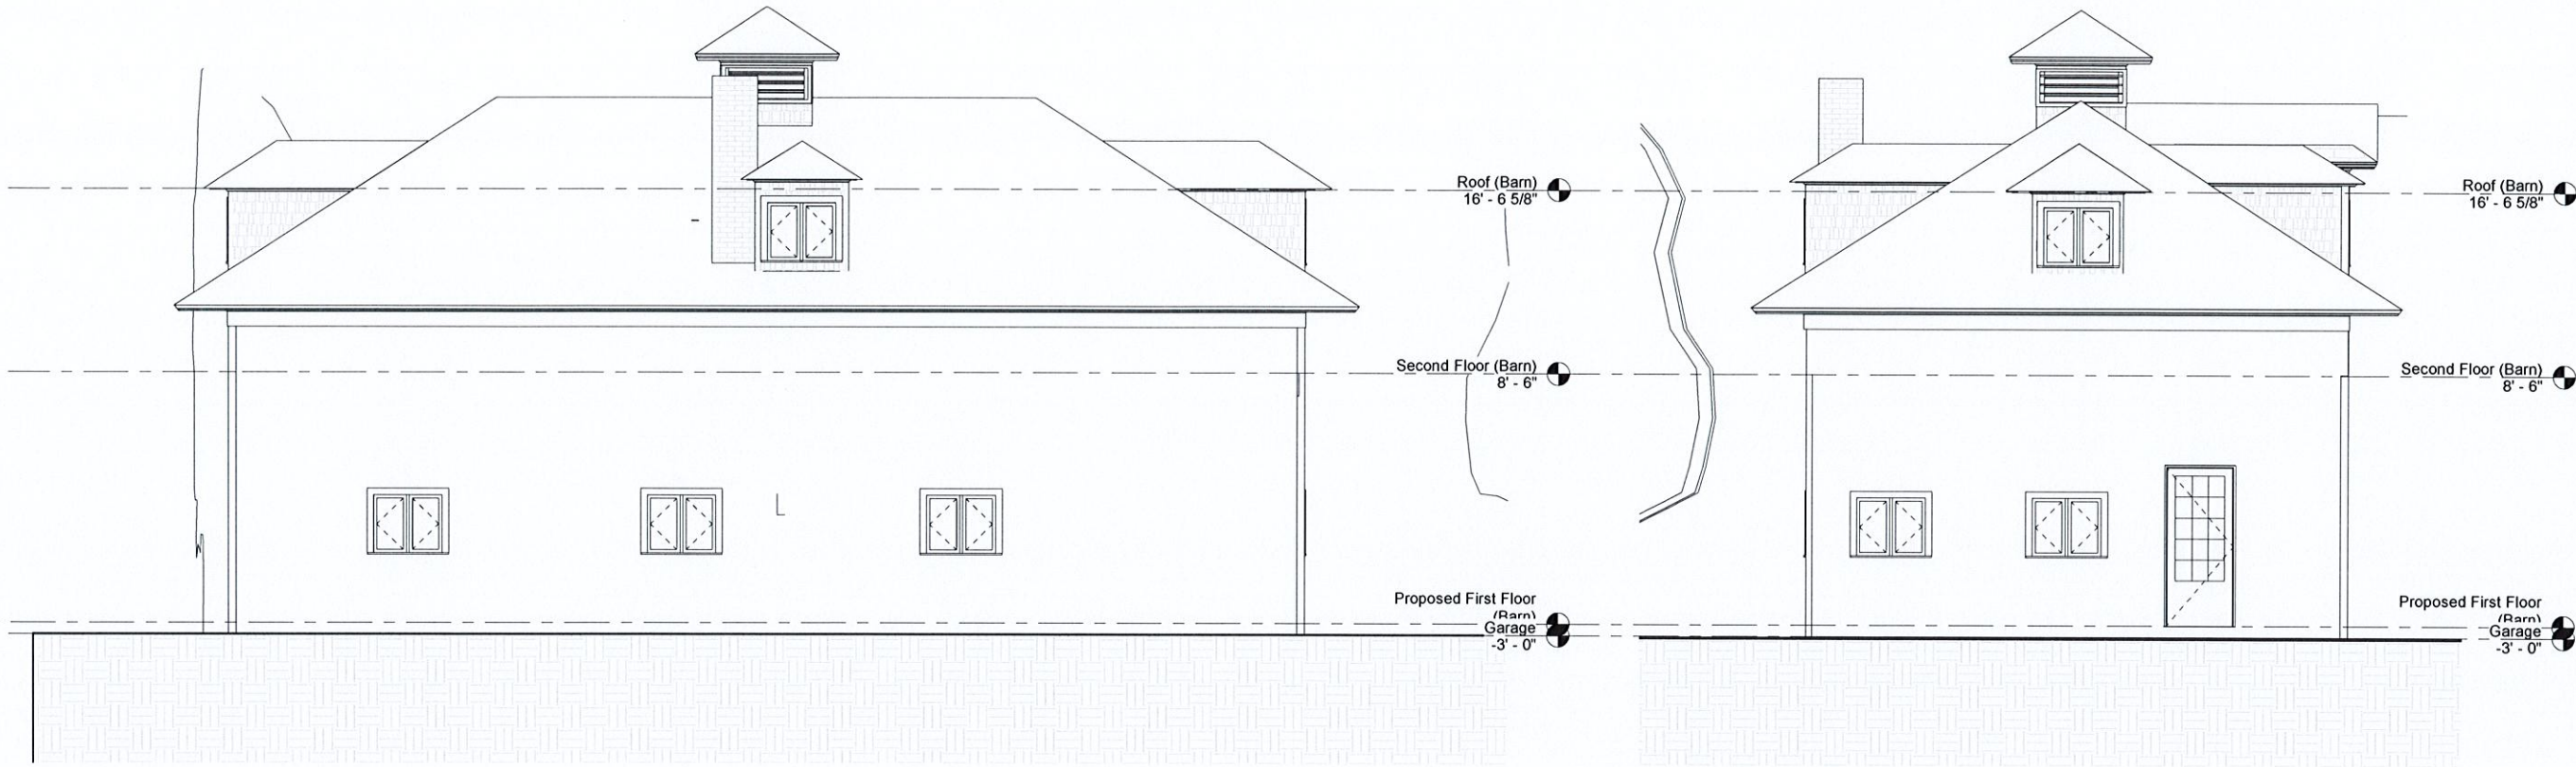 Roof (Barn)
16' - 6 5/8"
Second Floor (Barn)
8' - 6"
Proposed First Floor
(Barn)
Garage
-3' - 0"
Roof (Barn)
16' - 6 5/8"
Second Floor (Barn)
8' - 6"
Proposed First Floor
(Barn)
Garage
-3' - 0"